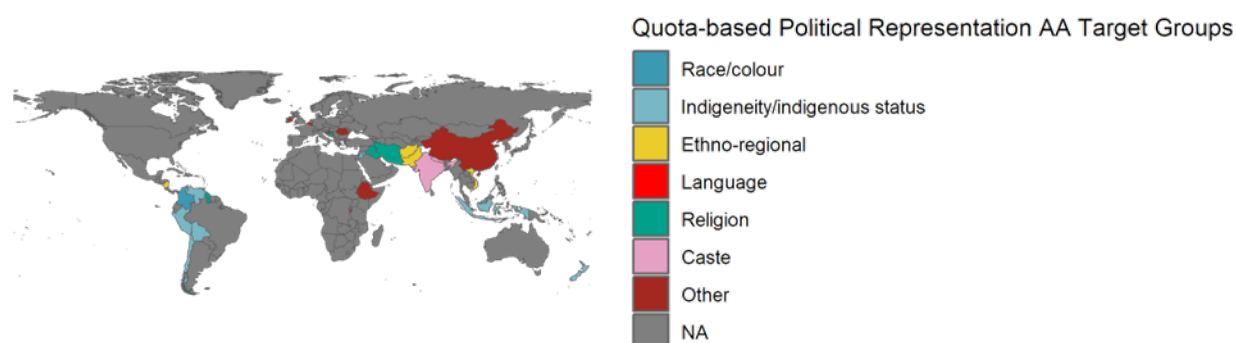 Quota-based Political Representation AA Target Groups
Race/colour
Indigeneity/indigenous status
Ethno-regional
Language
Religion
Caste
Other
NA